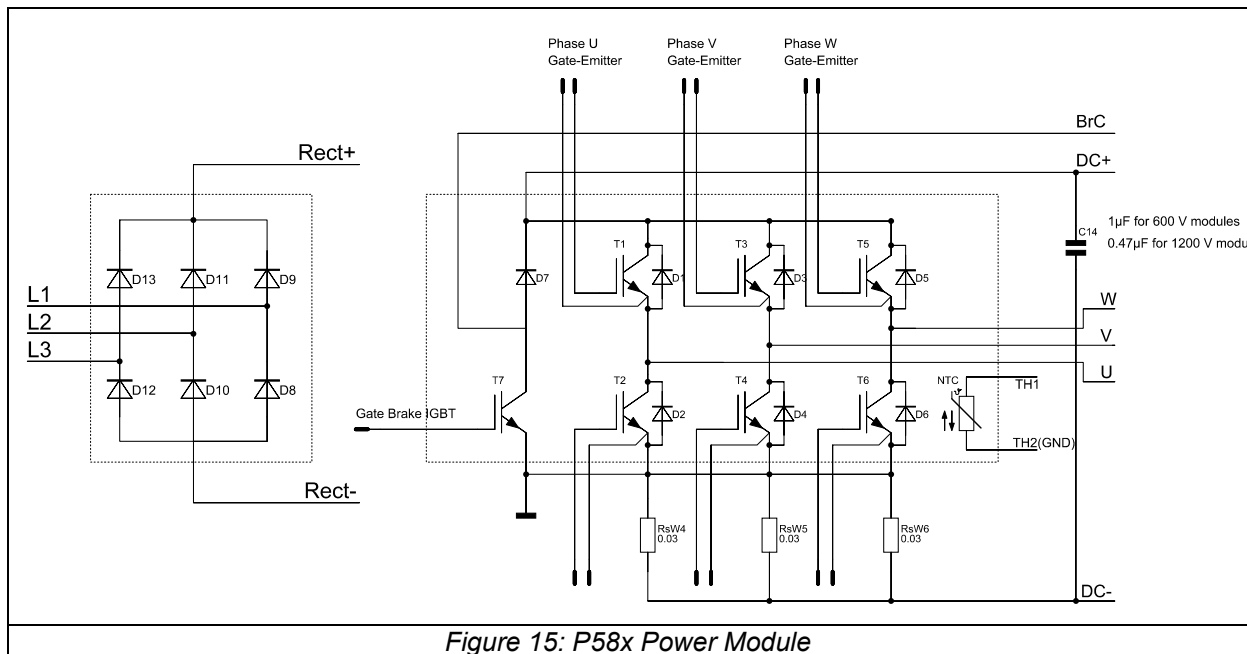 Phase U
Gate-Emitter
Phase V
Gate-Emitter
Phase W
Gate-Emitter
BrC
Rect+
DC+
1µF for 600 V modules
C14
0.47µF for 1200 V modu
T1
T3
T5
D13
D11
D9
D7
D1
D3
D5
L1
L2
L3
W
V
U
D12
D10
D8
T7
T2
T4
T6
NTC
TH1
D2
D4
D6
Gate Brake IGBT
TH2(GND)
Rect-
RsW4
0.03
RsW5
0.03
RsW6
0.03
DC-
Figure 15: P58x Power Module